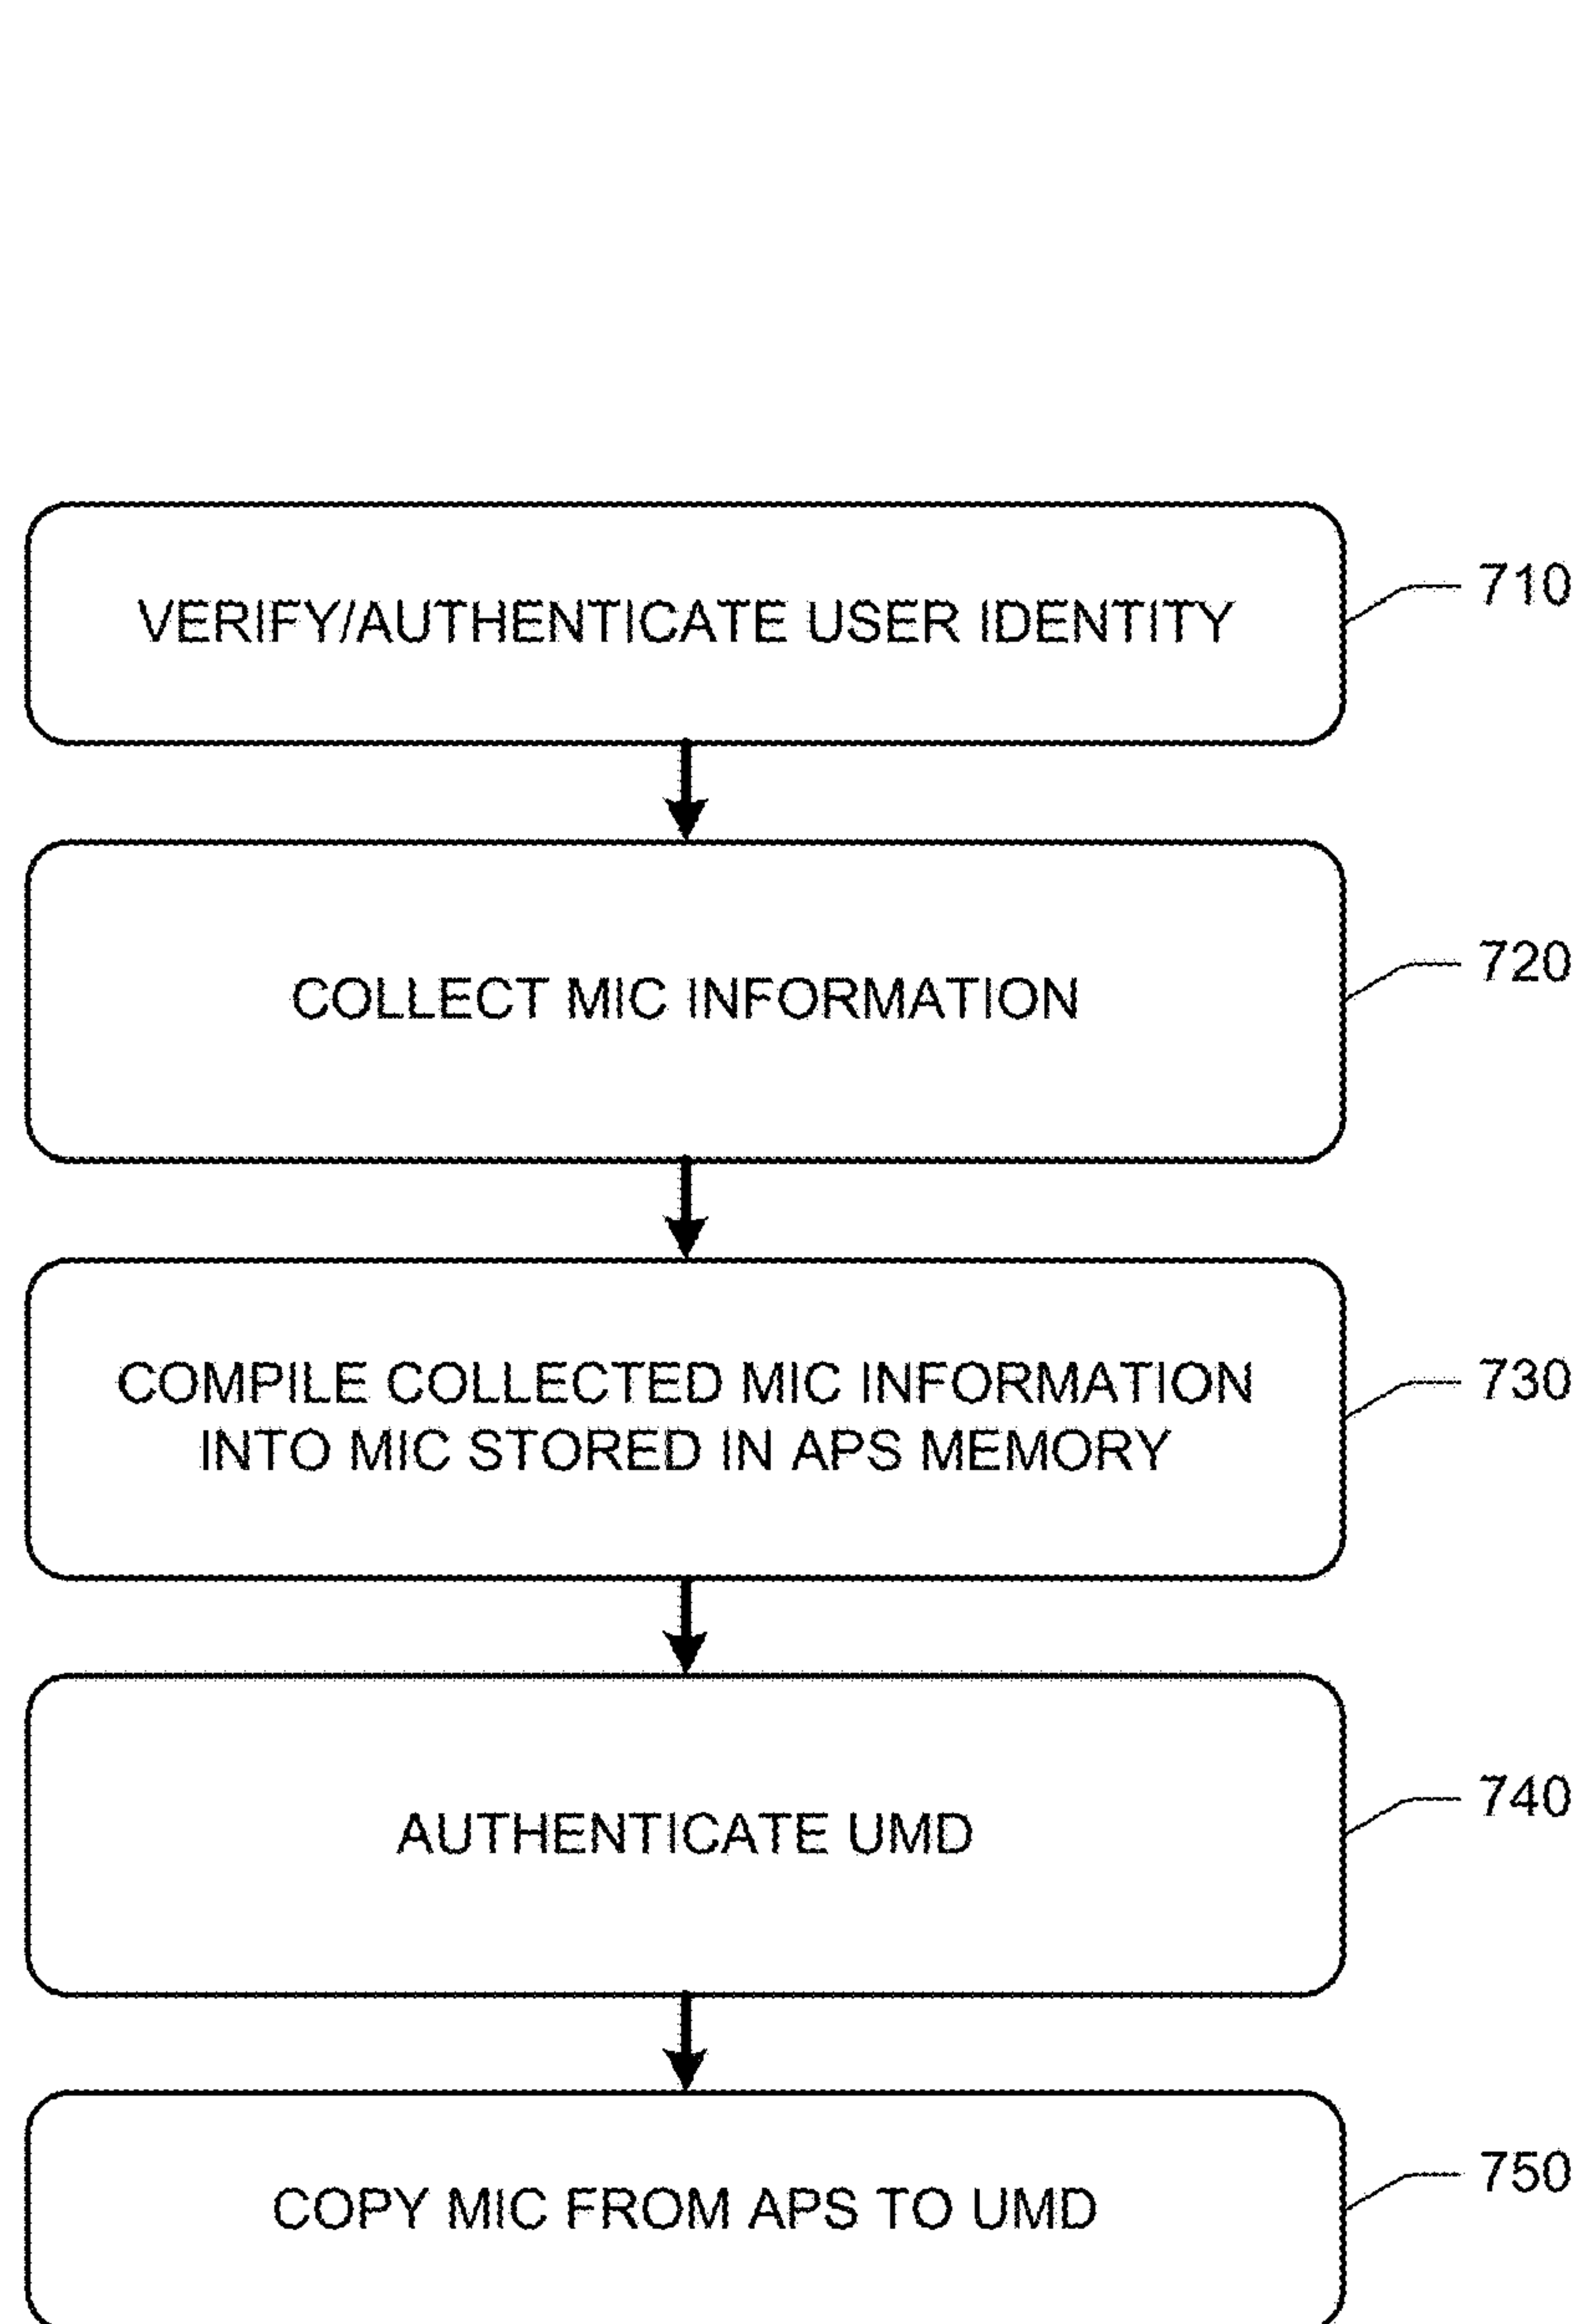 VERIFY/AUTHENTICATE USER IDENTITY
710
COLLECT MIC INFORMATION
720
COMPILE COLLECTED MIC INFORMATION
INTO MIC STORED IN APS MEMORY
730
AUTHENTICATE UMD
740
COPY MIC FROM APS TO UMD
750